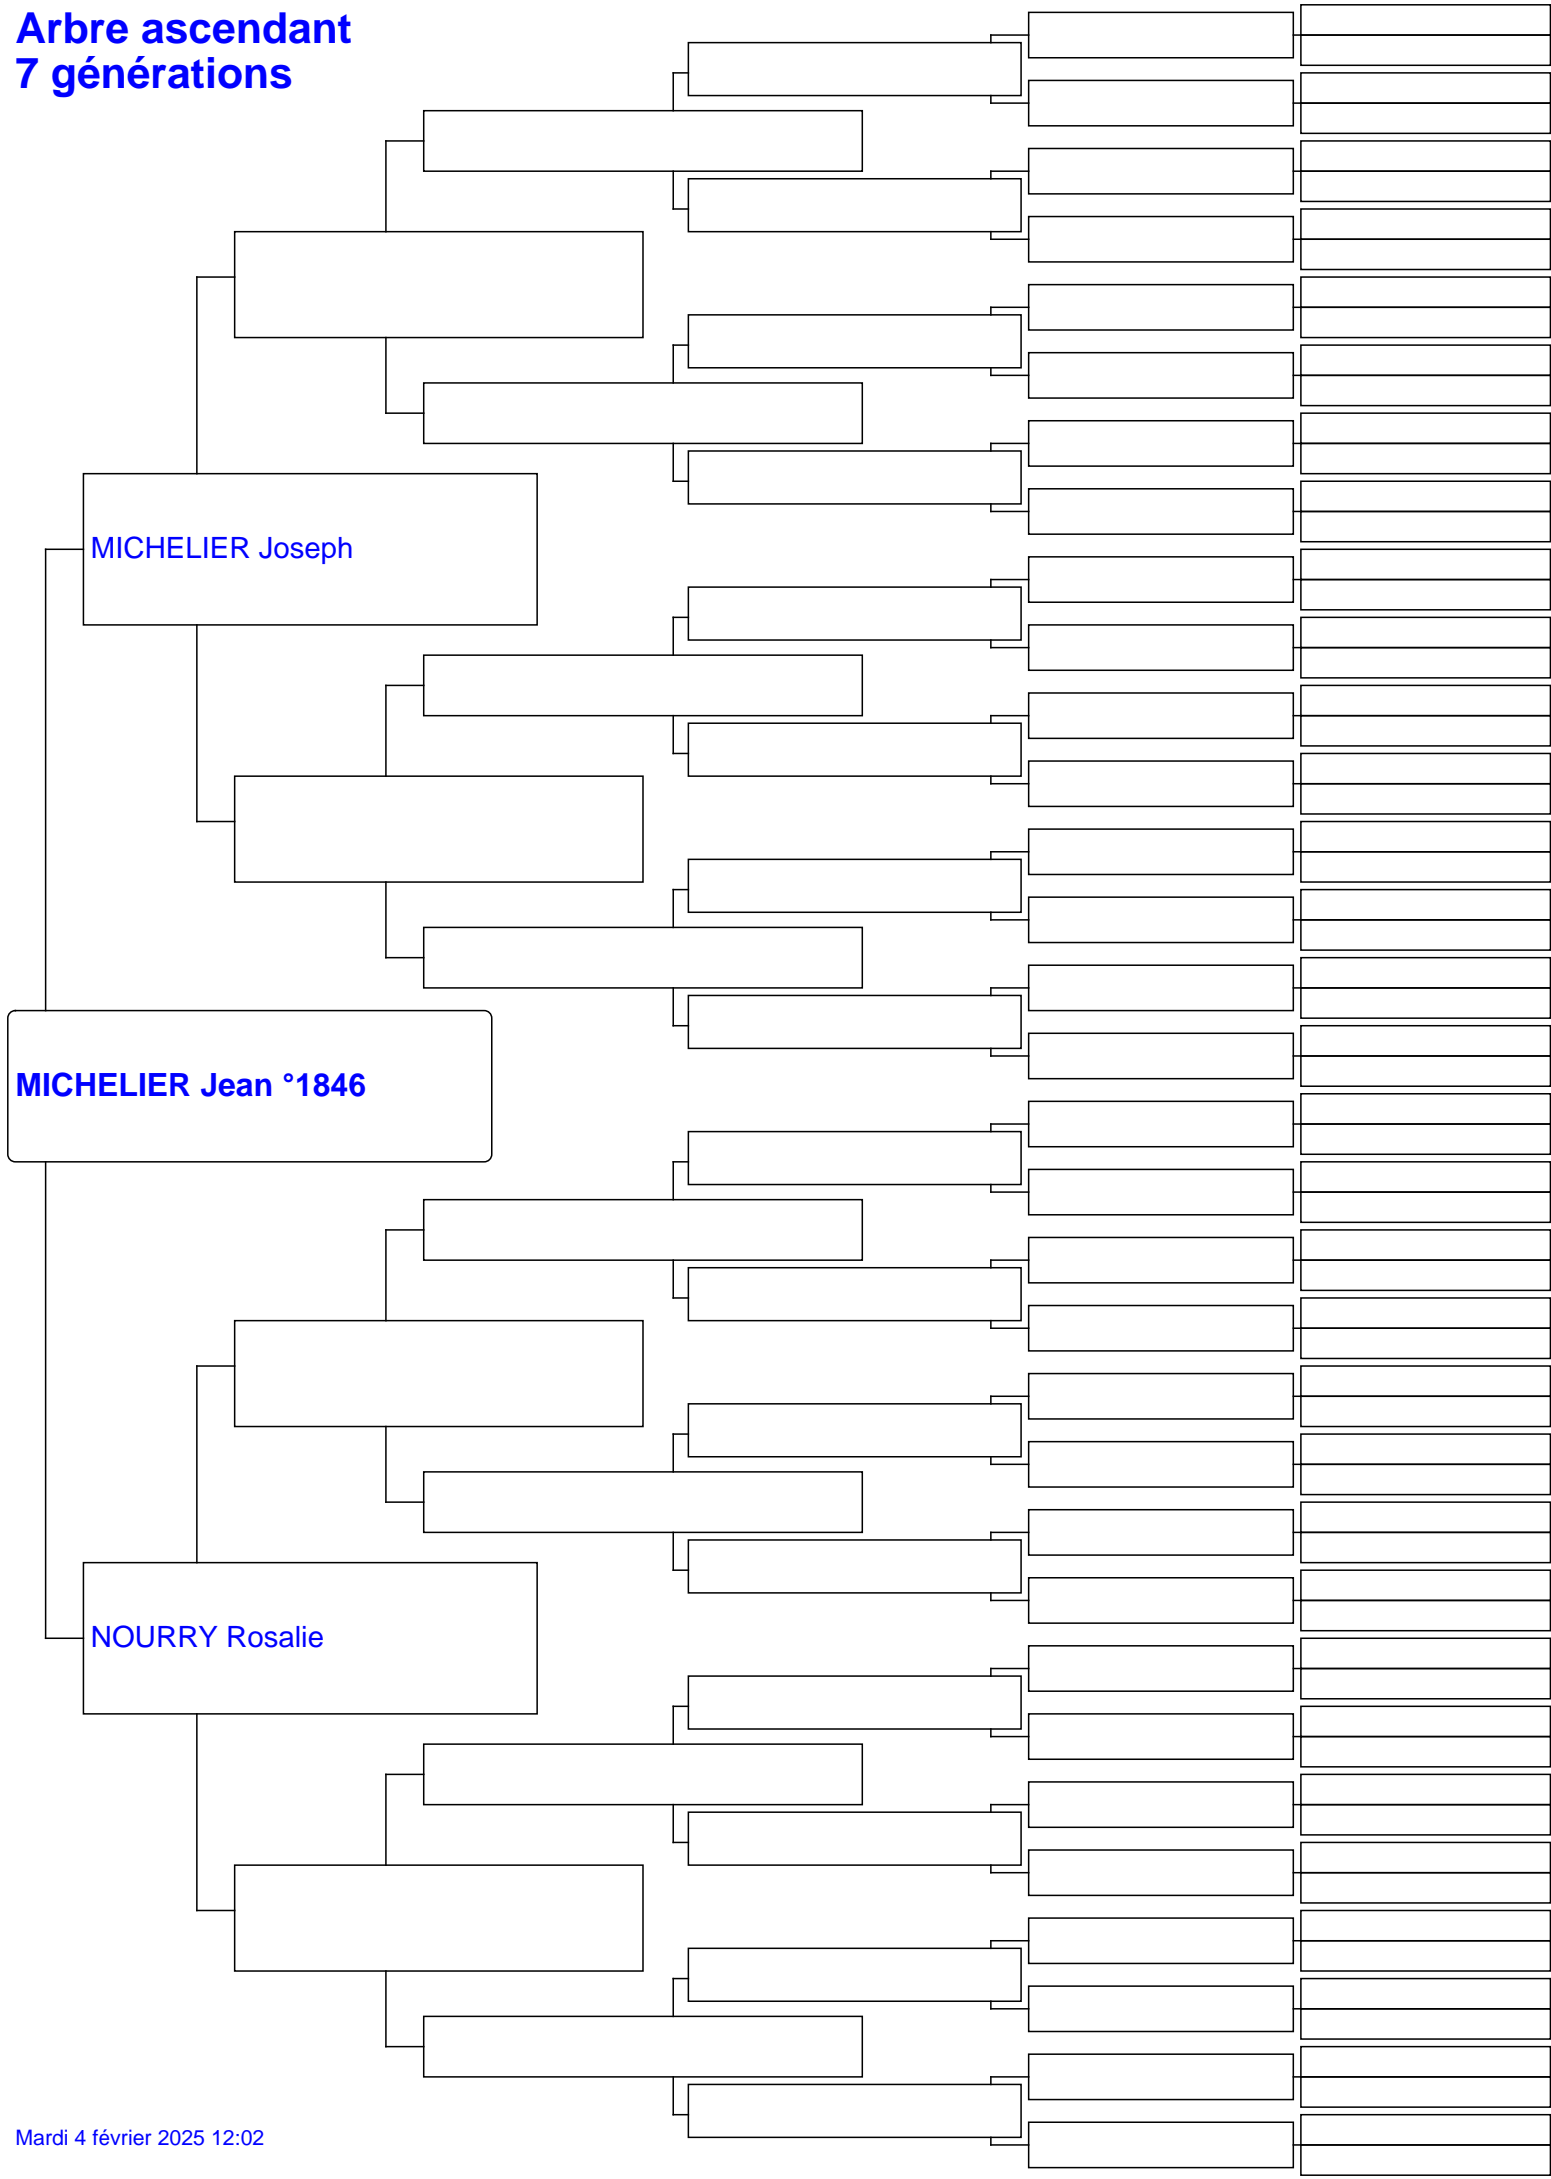 Arbre ascendant
7 générations
MICHELIER Joseph
MICHELIER Jean °1846
NOURRY Rosalie
Mardi 4 février 2025 12:02